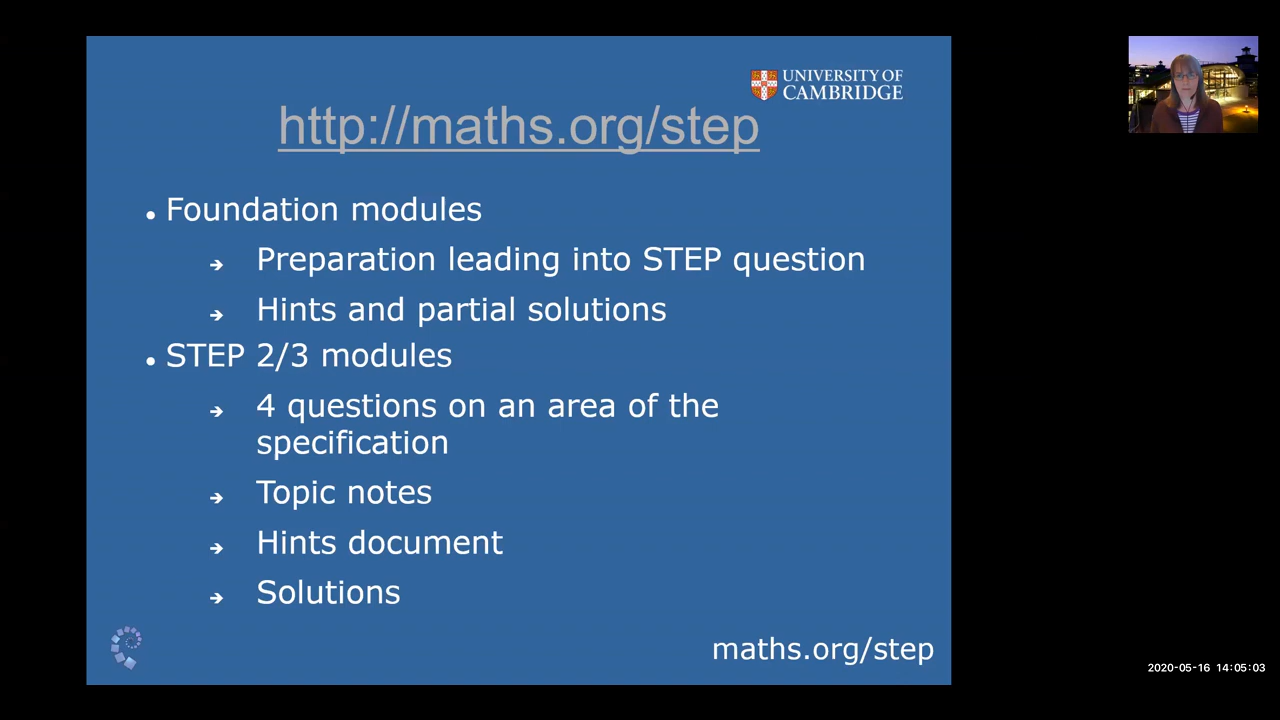 UNIVERSITY OF
CAMBRIDGE
http://maths.org/step
Foundation modules
Preparation leading into STEP question
Hints and partial solutions
STEP 2/3 modules
4 questions on an area of the
specification
Topic notes
Hints document
Solutions
maths.org/step
2020-05-16 14:05:03